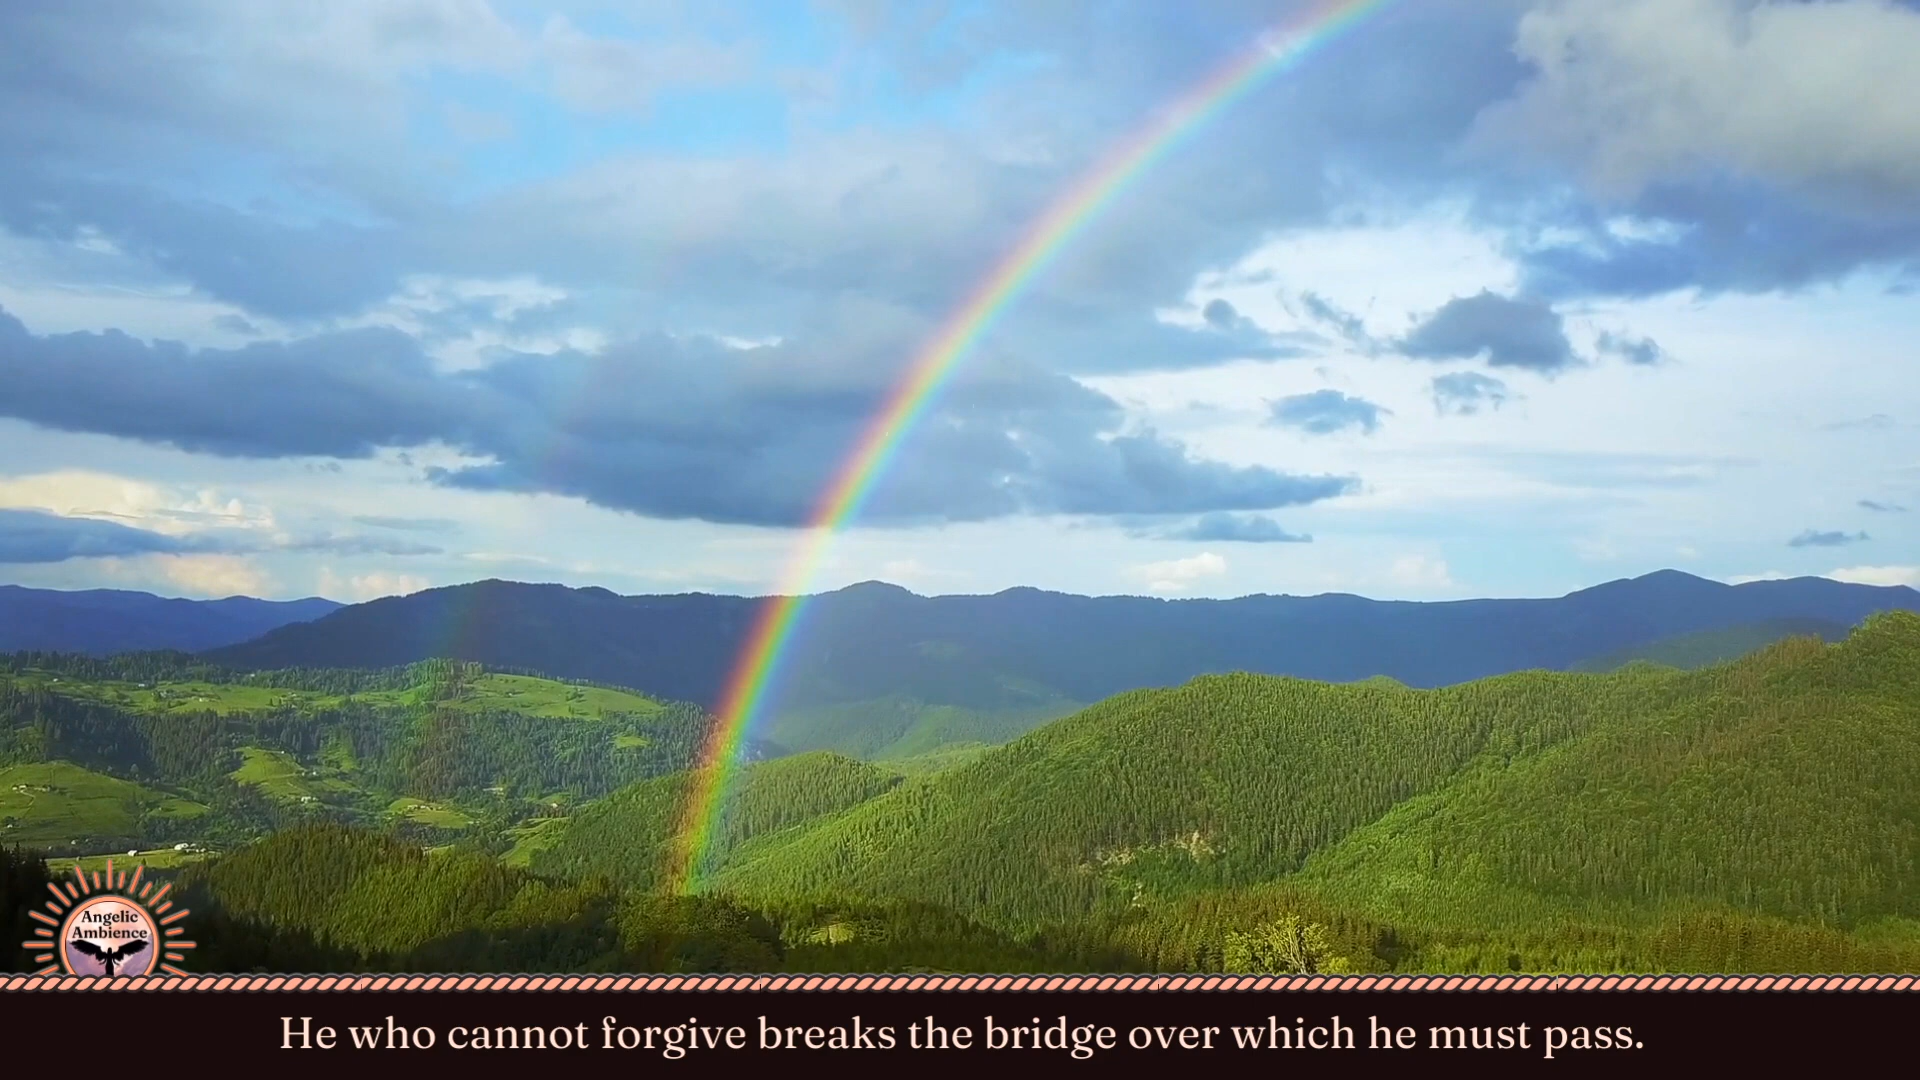 Angelic
Ambience
He who cannot forgive breaks the bridge over which he must pass.